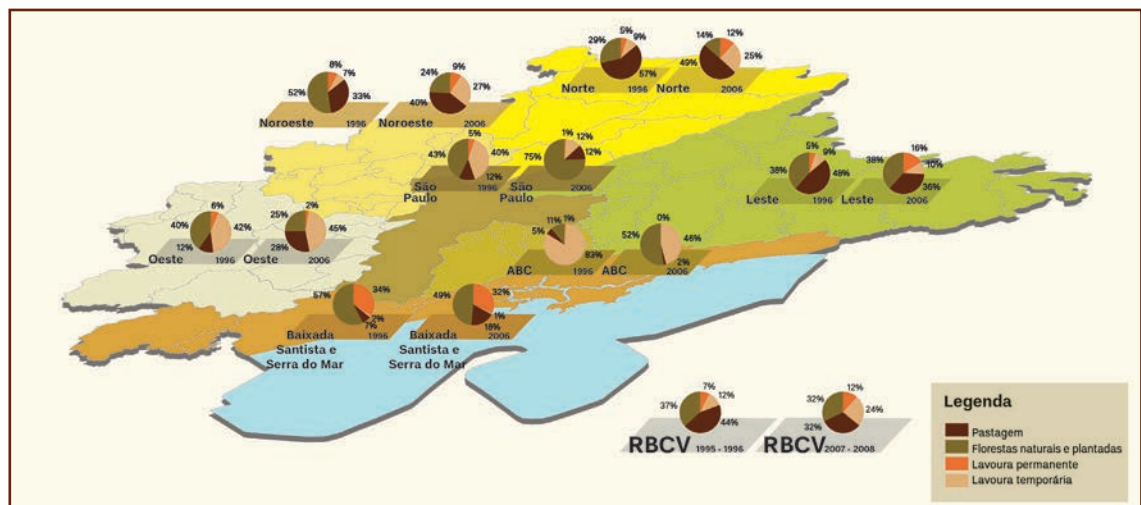 5%
29%
9%
57%
Norte 1996
12%
14%
25%
49%
Norte 2006
8%
7%
52%
33%
Noroeste 1996
9%
24%
27%
40%
Noroeste 2006
5%
43%
40%
12%
São
Paulo
1996
1%
12%
75%
12%
São
Paulo
2006
5%
9%
38%
48%
Leste 1996
16%
38%
10%
36%
Leste 2006
6%
40%
42%
12%
Oeste 1996
2%
25%
45%
28%
Oeste 2006
11%
1%
5%
83%
ABC 1996
0%
52%
46%
2%
ABC 2006
57%
34%
2%
7%
Baixada
Santista e
Serra do Mar
1996
49%
32%
1%
18%
Baixada
Santista e
Serra do Mar
2006
7%
12%
37%
44%
RBCV 1995 - 1996
12%
32%
24%
32%
RBCV 2007 - 2008
Legenda
Pastagem
Florestas naturais e plantadas
Lavoura permanente
Lavoura temporária